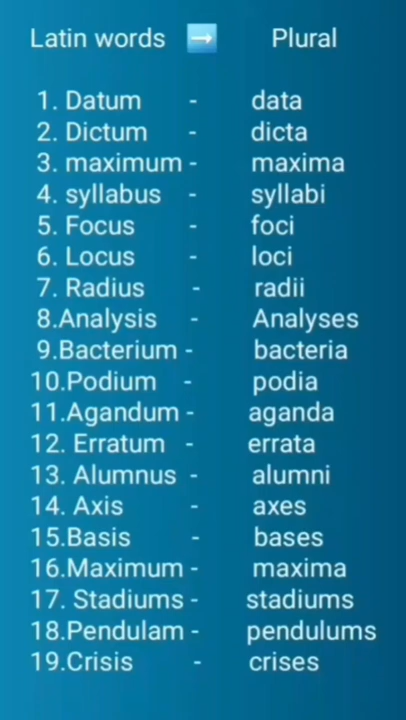 Latin words ➡️ Plural
1. Datum - data
2. Dictum - dicta
3. maximum - maxima
4. syllabus - syllabi
5. Focus - foci
6. Locus - loci
7. Radius - radii
8.Analysis - Analyses
9.Bacterium - bacteria
10.Podium - podia
11.Agandum - aganda
12. Erratum - errata
13. Alumnus - alumni
14. Axis - axes
15.Basis - bases
16.Maximum - maxima
17. Stadiums - stadiums
18.Pendulam - pendulums
19.Crisis - crises